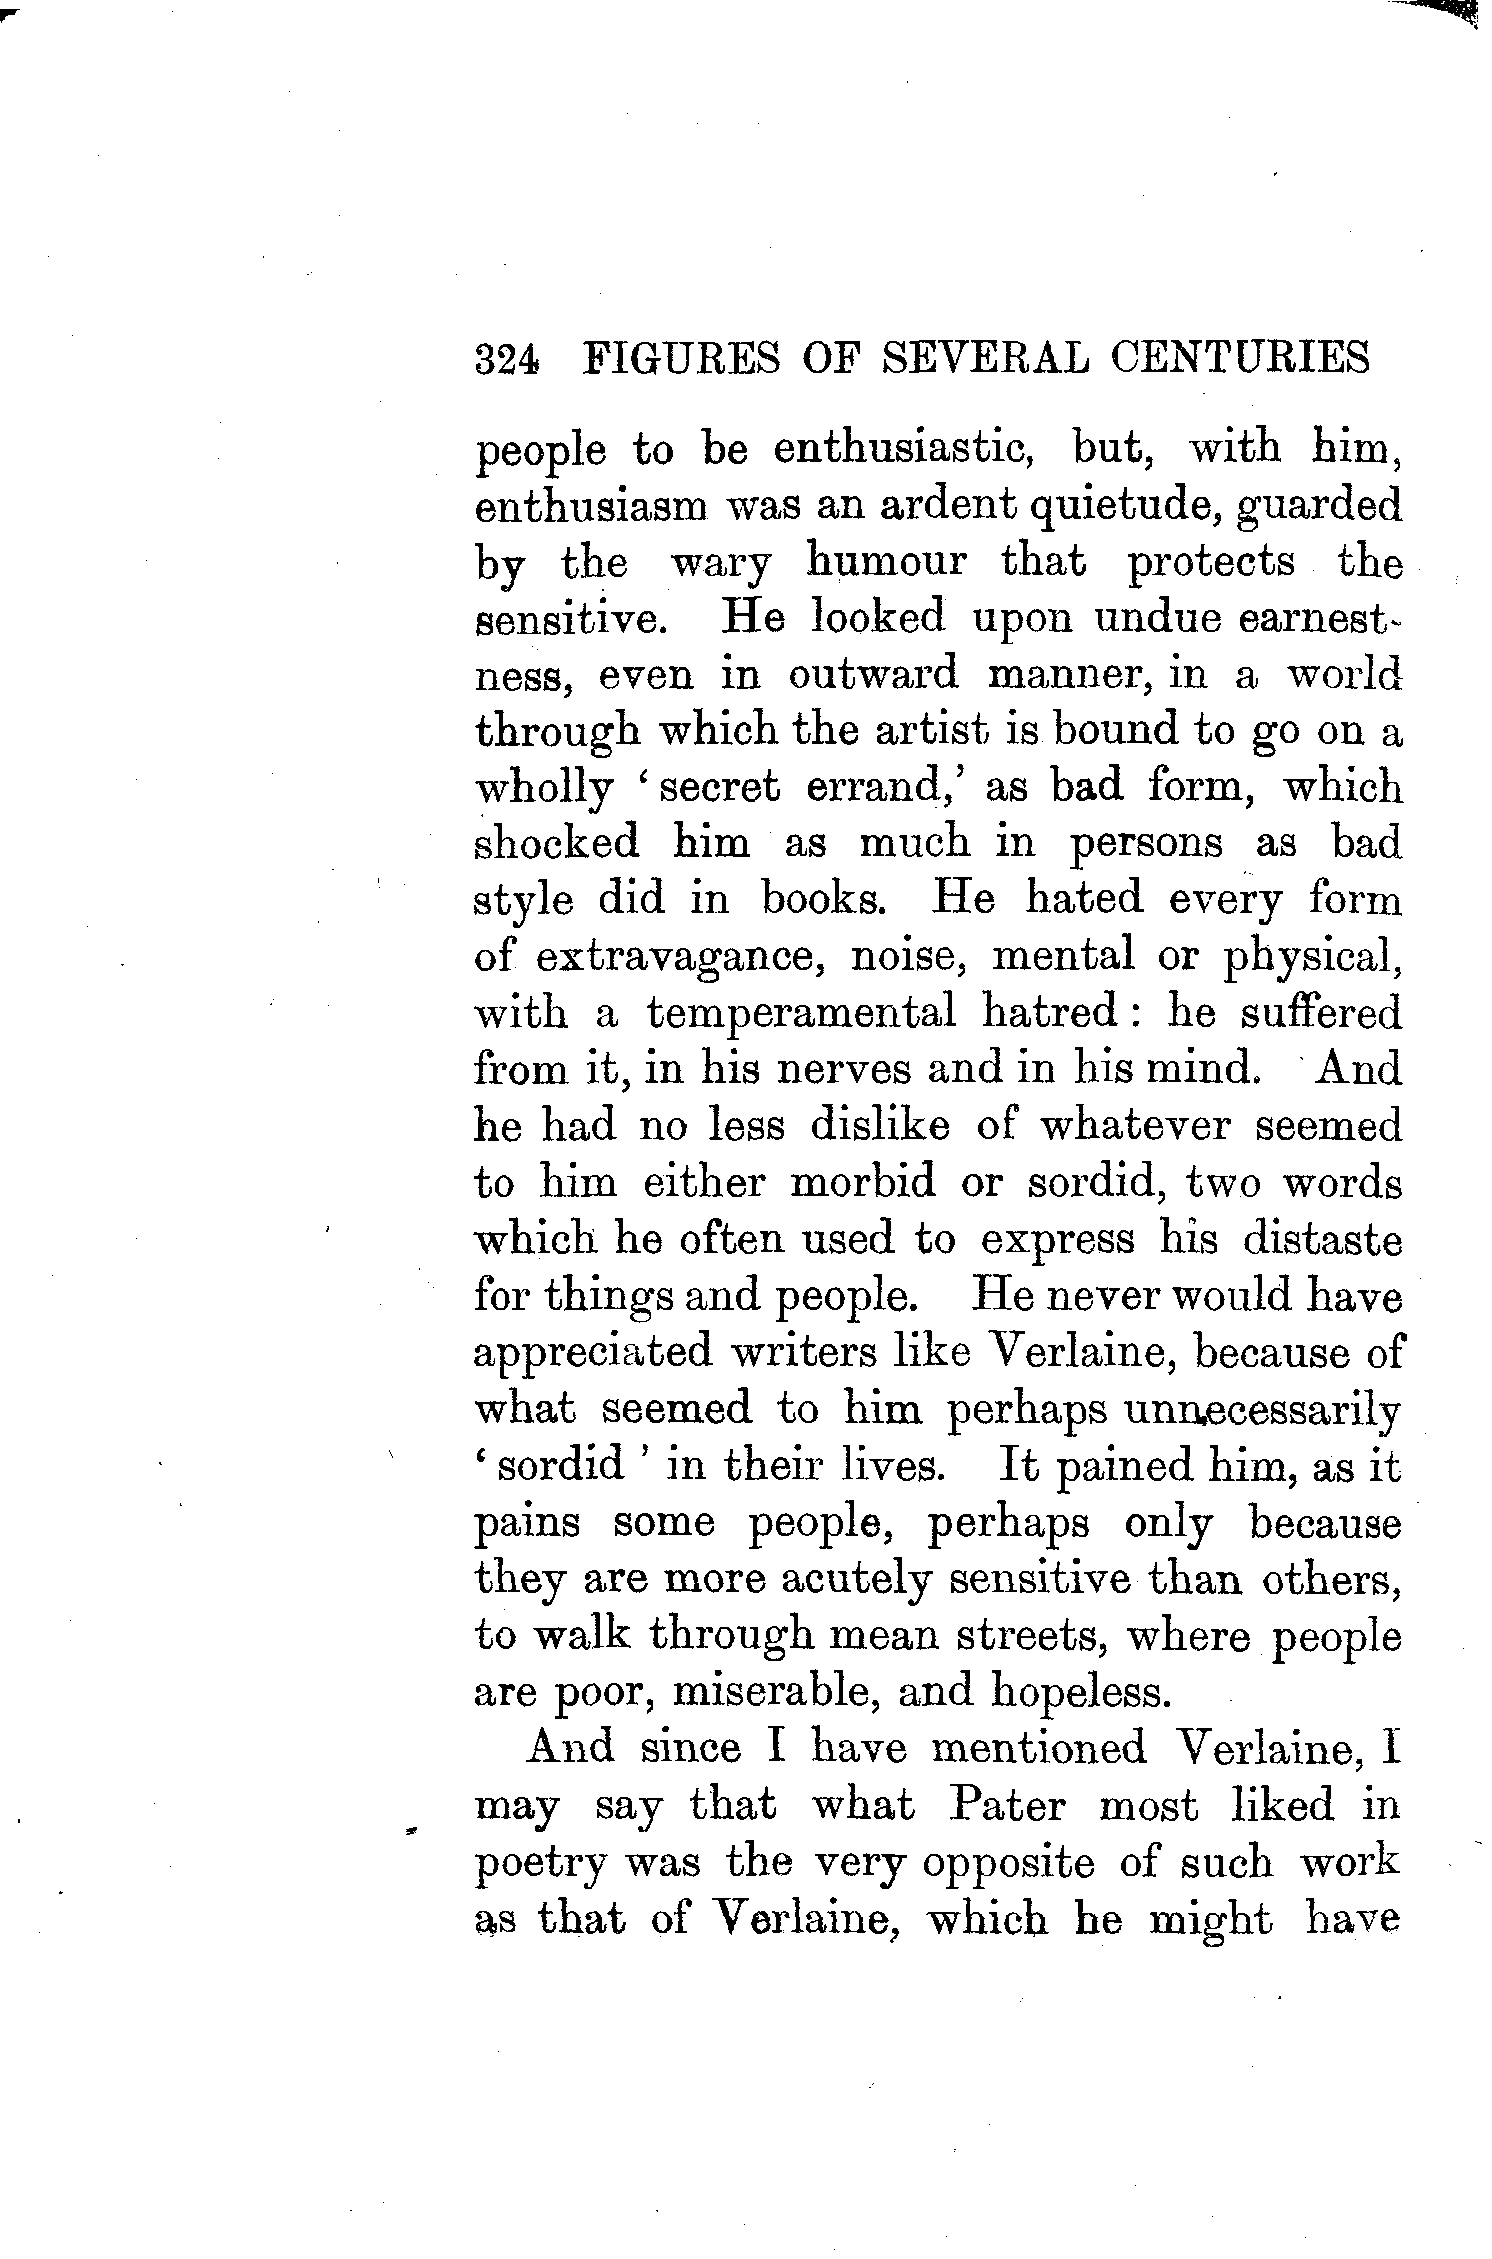 324 FIGURES OF SEVERAL CENTURIES
people to be enthusiastic, but, with him,
enthusiasm was an ardent quietude, guarded
by the wary humour that protects the
sensitive. He looked upon undue earnest-
ness, even in outward manner, in a world
through which the artist is bound to go on a
wholly ‘ secret errand,’ as bad form, which
shocked him as much in persons as bad
style did in books. He hated every form
of extravagance, noise, mental or physical,
with a temperamental hatred : he suffered
from it, in his nerves and in his mind. And
he had no less dislike of whatever seemed
to him either morbid or sordid, two words
which he often used to express his distaste
for things and people. He never would have
appreciated writers like Verlaine, because of
what seemed to him perhaps unnecessarily
‘ sordid ’ in their lives. It pained him, as it
pains some people, perhaps only because
they are more acutely sensitive than others,
to walk through mean streets, where people
are poor, miserable, and hopeless.
And since I have mentioned Verlaine, I
may say that what Pater most liked in
poetry was the very opposite of such work
as that of Verlaine, which he might have